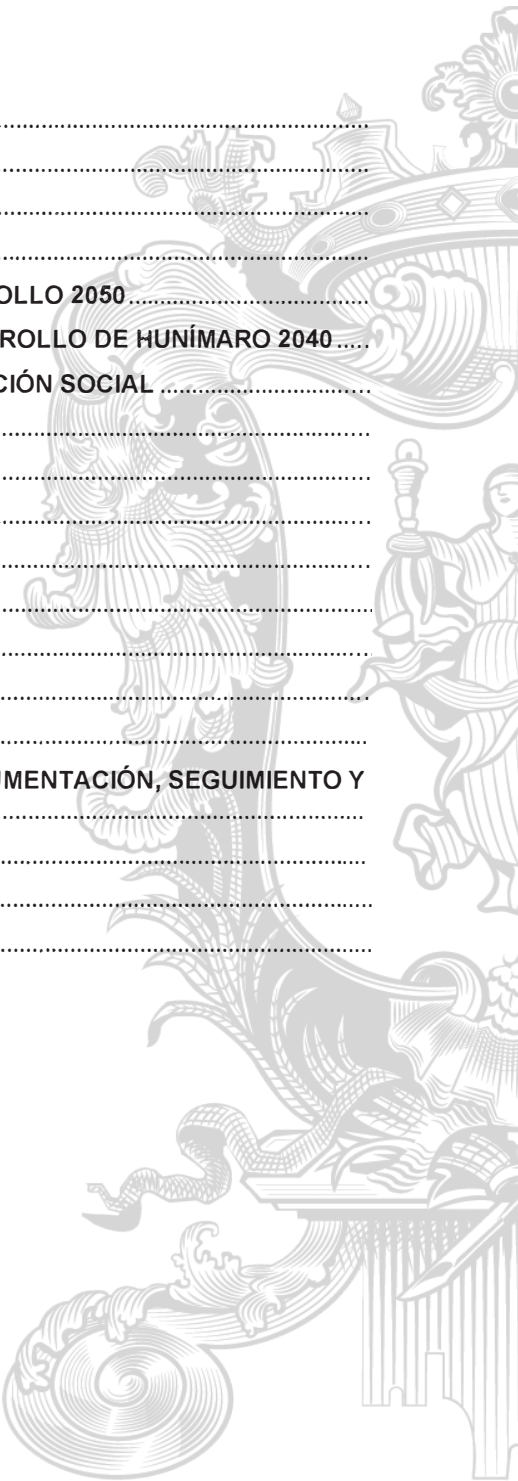 OLLO 2050
ROLLO DE HUNÍMARO 2040
CIÓN SOCIAL
UMENTACIÓN, SEGUIMIENTO Y